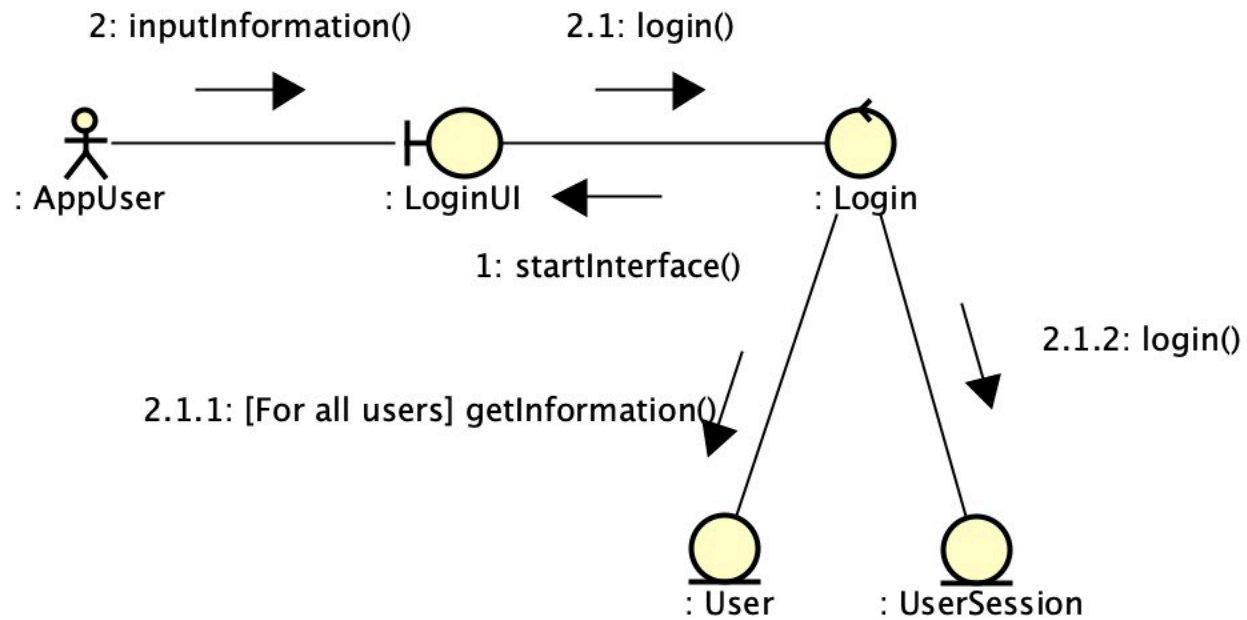 2: inputInformation()
2.1: login()
: AppUser
: LoginUI
: Login
1: startInterface()
2.1.2: login()
2.1.1: [For all users] getInformation()
: User
: UserSession